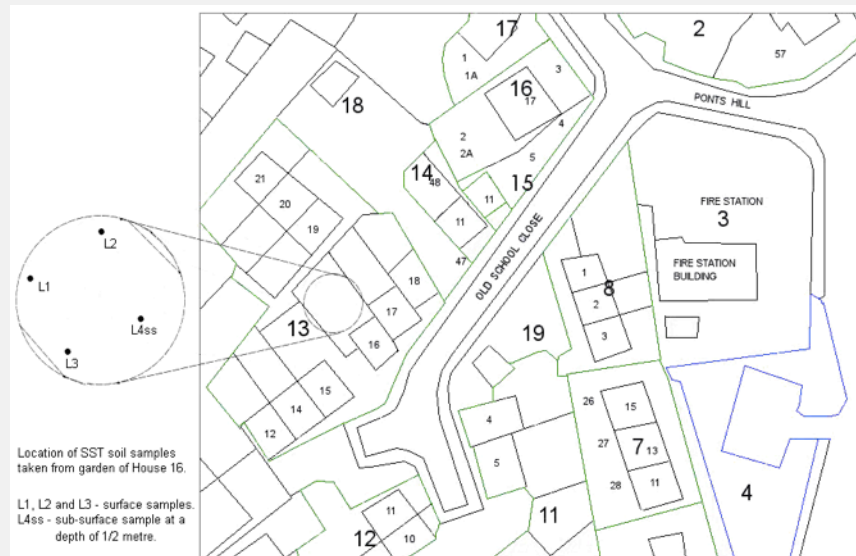 17
2
1
1A
3
57
16
17
18
PONTS HILL
4
2
2A
5
14
48
15
21
11
20
FIRE STATION
3
19
11
OLD SCHOOL CLOSE
47
FIRE STATION
BUILDING
1
18
8
L2
L1
17
2
L4ss
13
19
3
16
L3
15
4
26
15
14
12
27
7
13
5
Location of SST soil samples
taken from garden of House 16.
28
11
4
L1, L2 and L3 - surface samples.
L4ss - sub-surface sample at a
depth of 1/2 metre.
11
11
12
10